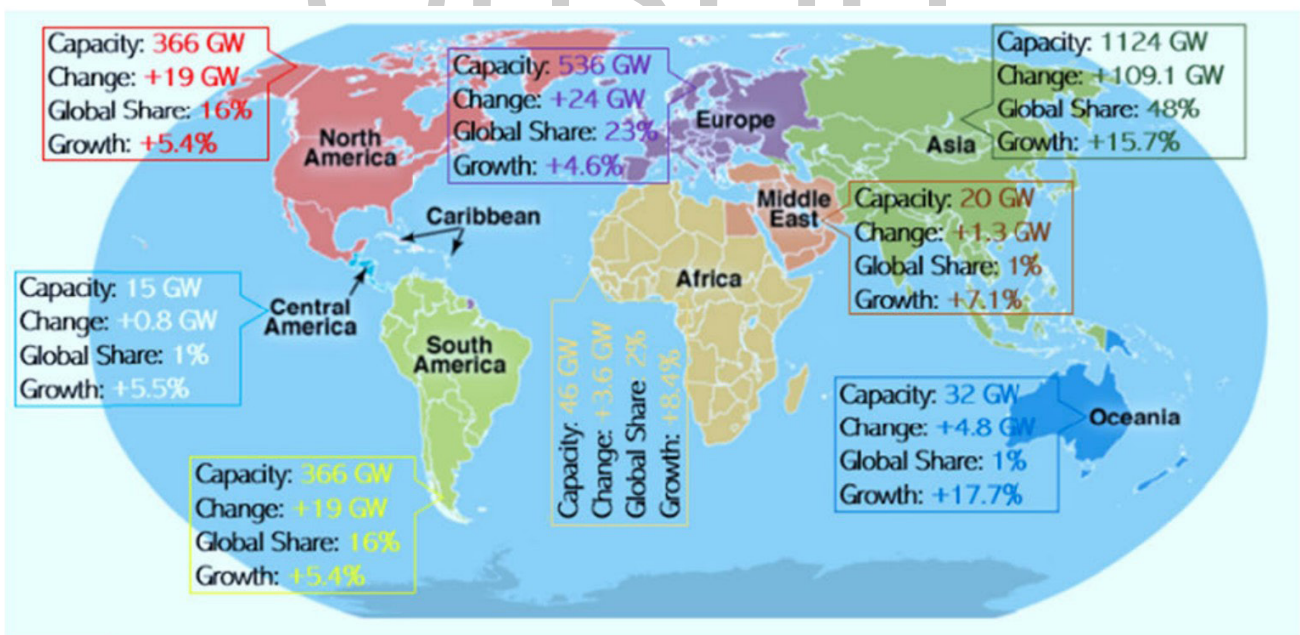 Capacity: 366 GW
Change: +19 GW
Global Share: 16%
Growth: +5.4%
North
America
Capacity: 536 GW
Change: +24 GW
Global Share: 23%
Growth: +4.6%
Europe
Capacity: 1124 GW
Change: +109.1 GW
Global Share: 48%
Growth: +15.7%
Asia
Caribbean
Middle
East
Capacity: 20 GW
Change: +1.3 GW
Global Share: 1%
Growth: +7.1%
Capacity: 15 GW
Change: +0.8 GW
Global Share: 1%
Growth: +5.5%
Central
America
South
America
Africa
Capacity: 46 GW
Change: +3.6 GW
Global Share: 2%
Growth: +8.4%
Capacity: 32 GW
Change: +4.8 GW
Global Share: 1%
Growth: +17.7%
Oceania
Capacity: 366 GW
Change: +19 GW
Global Share: 16%
Growth: +5.4%